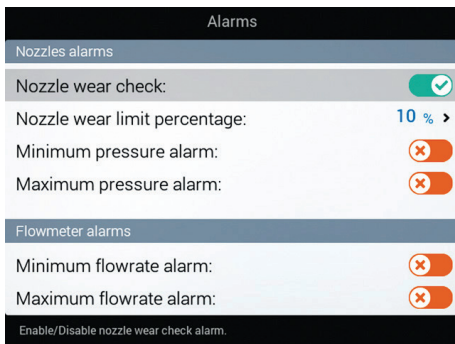 Alarms
Nozzles alarms
Nozzle wear check:
Nozzle wear limit percentage: 10 %
Minimum pressure alarm:
Maximum pressure alarm:
Flowmeter alarms
Minimum flowrate alarm:
Maximum flowrate alarm:
Enable/Disable nozzle wear check alarm.